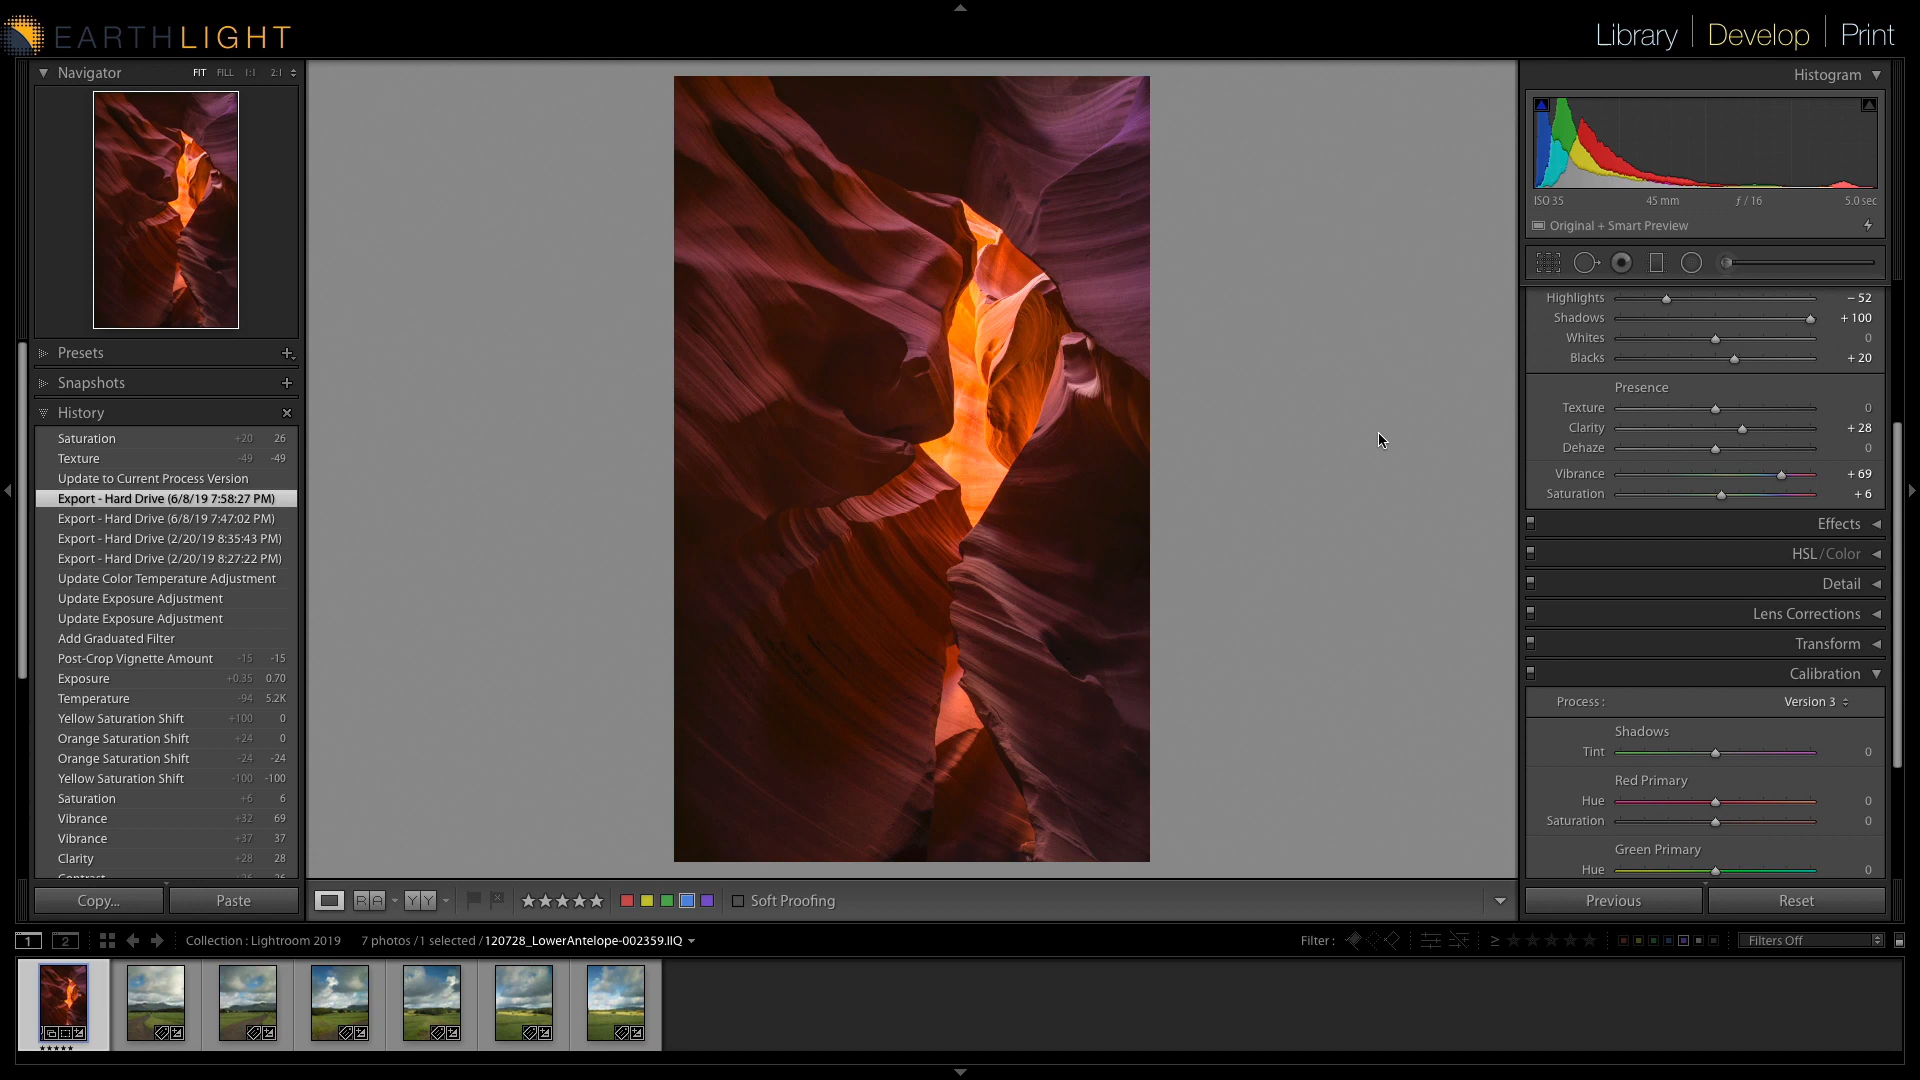 EARTHLIGHT
Library | Develop | Print
Navigator FIT FILL 1:1 2:1
Presets
Snapshots
History
Saturation +20 26
Texture -49 -49
Update to Current Process Version
Export - Hard Drive (6/8/19 7:58:27 PM)
Export - Hard Drive (6/8/19 7:47:02 PM)
Export - Hard Drive (2/20/19 8:35:43 PM)
Export - Hard Drive (2/20/19 8:27:22 PM)
Update Color Temperature Adjustment
Update Exposure Adjustment
Update Exposure Adjustment
Add Graduated Filter
Post-Crop Vignette Amount -15 -15
Exposure +0.35 0.70
Temperature -94 5.2K
Yellow Saturation Shift +100 0
Orange Saturation Shift +24 0
Orange Saturation Shift -24 -24
Yellow Saturation Shift -100 -100
Saturation +6 6
Vibrance +32 69
Vibrance +37 37
Clarity +28 28
Copy... Paste
Histogram
ISO 35 45 mm ƒ / 16 5.0 sec
Original + Smart Preview
Highlights – 52
Shadows + 100
Whites 0
Blacks + 20
Presence
Texture 0
Clarity + 28
Dehaze 0
Vibrance + 69
Saturation + 6
Effects
HSL / Color
Detail
Lens Corrections
Transform
Calibration
Process : Version 3
Shadows
Tint 0
Red Primary
Hue 0
Saturation 0
Green Primary
Hue 0
Previous Reset
R A Y Y Soft Proofing
1 2 Collection : Lightroom 2019 7 photos / 1 selected / 120728_LowerAntelope-002359.IIQ Filter : ≥ Filters Off